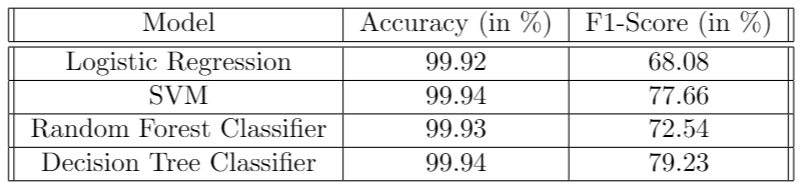 Model Accuracy (in %) F1-Score (in %)
Logistic Regression 99.92 68.08
SVM 99.94 77.66
Random Forest Classifier 99.93 72.54
Decision Tree Classifier 99.94 79.23